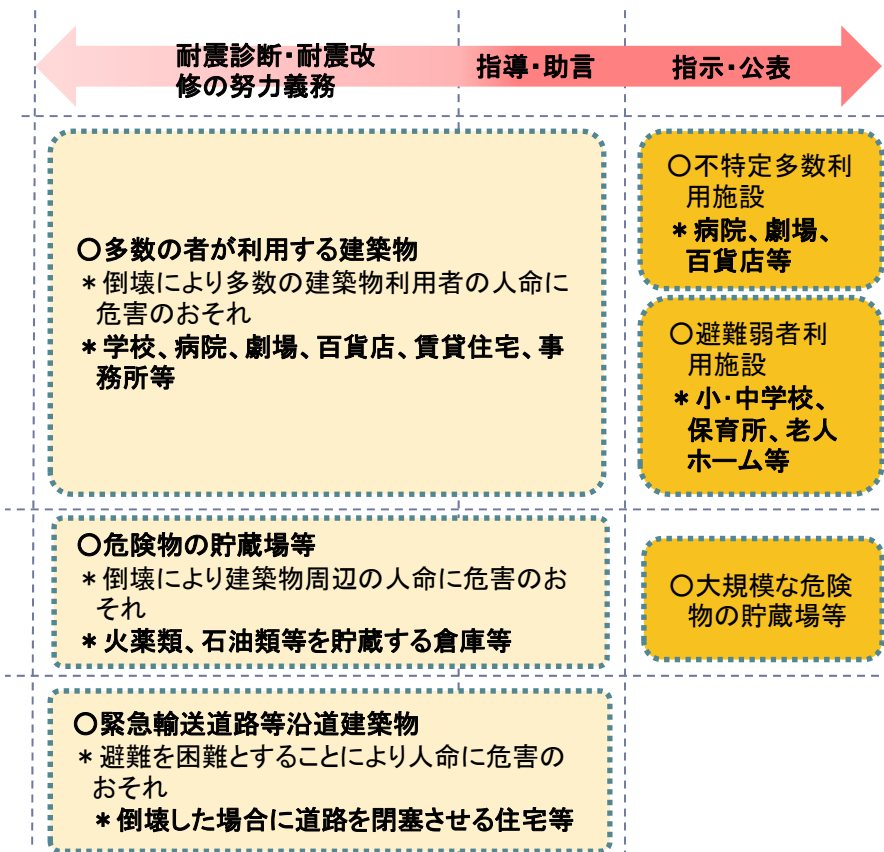 耐震診断・耐震改
修の努力義務
指導・助言
指示・公表
○多数の者が利用する建築物
＊倒壊により多数の建築物利用者の人命に
危害のおそれ
＊学校、病院、劇場、百貨店、賃貸住宅、事
務所等
○不特定多数利
用施設
＊病院、劇場、
百貨店等
○避難弱者利
用施設
＊小・中学校、
保育所、老人
ホーム等
○危険物の貯蔵場等
＊倒壊により建築物周辺の人命に危害のお
それ
＊火薬類、石油類等を貯蔵する倉庫等
○大規模な危険
物の貯蔵場等
○緊急輸送道路等沿道建築物
＊避難を困難とすることにより人命に危害の
おそれ
＊倒壊した場合に道路を閉塞させる住宅等